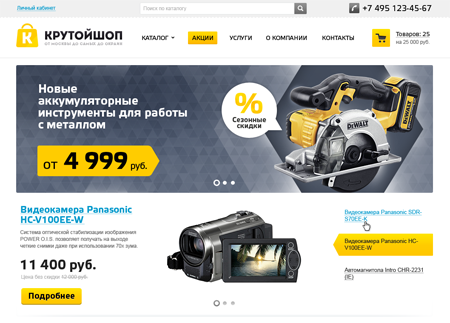 Личный кабинет
Поиск по каталогу
+7 495 123-45-67
КРУТОЙШОП
ОТ МОСКВЫ ДО САМЫХ ДО ОКРАИН
КАТАЛОГ
АКЦИИ
УСЛУГИ
О КОМПАНИИ
КОНТАКТЫ
Товаров: 25
на 25 000 руб.
Новые
аккумуляторные
инструменты для работы
с металлом
%
Сезонные
скидки
DEWALT
от 4 999 руб.
Видеокамера Panasonic
HC-V100EE-W
Система оптической стабилизации изображения
POWER O.I.S. позволяет получать на выходе
четкие снимки даже при использовании 70х зума.
11 400 руб.
Цена без скидки 12 000 руб.
Подробнее
Видеокамера Panasonic SDR-
S70EE-K
Видеокамера Panasonic HC-
V100EE-W
Автомагнитола Intro CHR-2231
(IE)